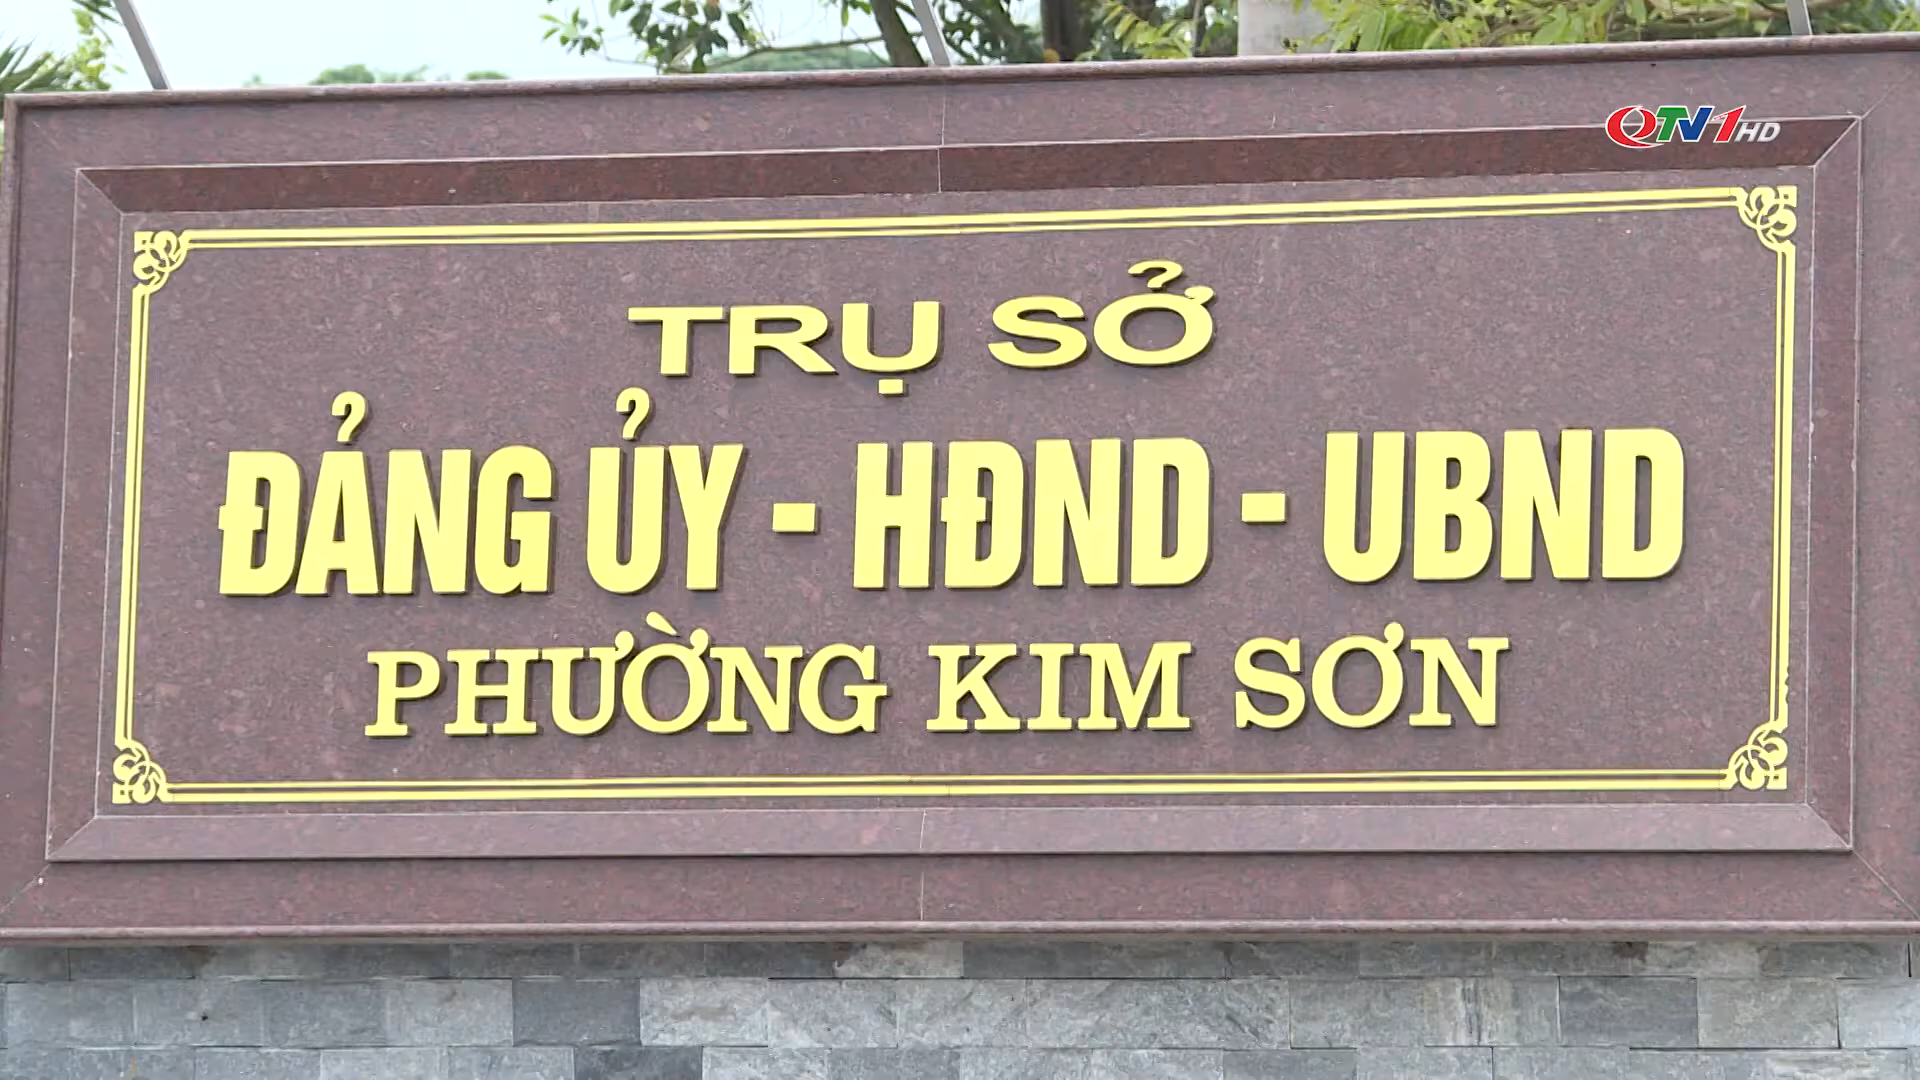 QTV1HD
TRỤ SỞ
ĐẢNG ỦY - HĐND - UBND
PHƯỜNG KIM SƠN